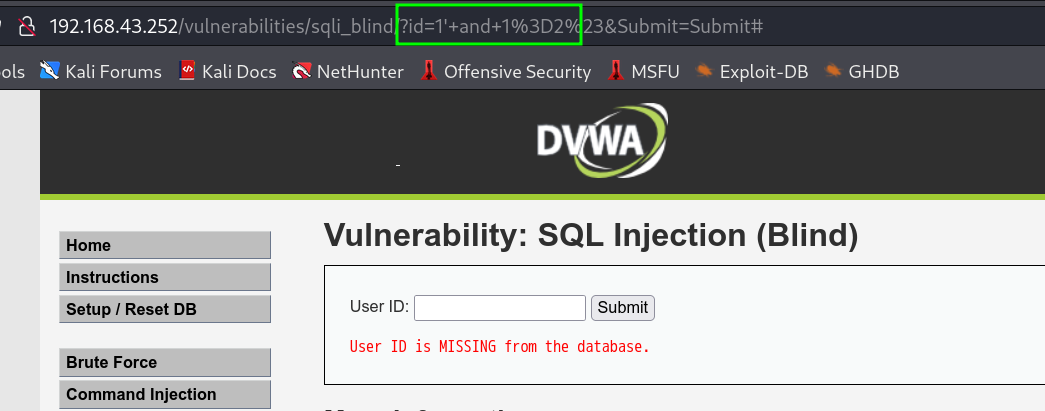 192.168.43.252/vulnerabilities/sqli_blind/?id=1'+and+1%3D2%23&Submit=Submit#
ols Kali Forums Kali Docs NetHunter Offensive Security MSFU Exploit-DB GHDB
DVWA
Vulnerability: SQL Injection (Blind)
Home
Instructions
Setup / Reset DB
Brute Force
Command Injection
User ID: Submit
User ID is MISSING from the database.